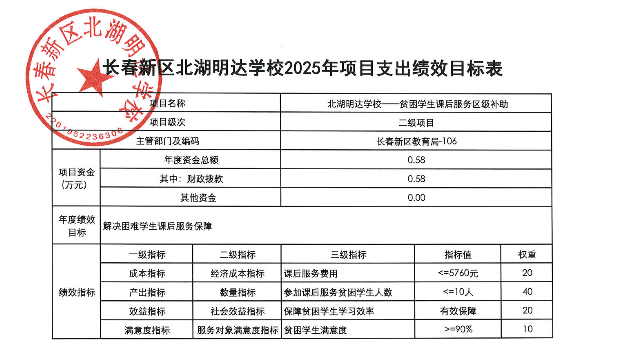 长春新区北湖明达学校2025年项目支出绩效目标表
长春新区北湖明达学校
2201952236306
项目名称 北湖明达学校——贫困学生课后服务区级补助
项目级次 二级项目
主管部门及编码 长春新区教育局-106
项目资金(万元) 年度资金总额 0.58
其中：财政拨款 0.58
其他资金 0.00
年度绩效目标 解决困难学生课后服务保障
绩效指标 一级指标 二级指标 三级指标 指标值 权重
成本指标 经济成本指标 课后服务费用 <=5760元 20
产出指标 数量指标 参加课后服务贫困学生人数 <=10人 40
效益指标 社会效益指标 保障贫困学生学习效率 有效保障 20
满意度指标 服务对象满意度指标 贫困学生满意度 >=90% 10